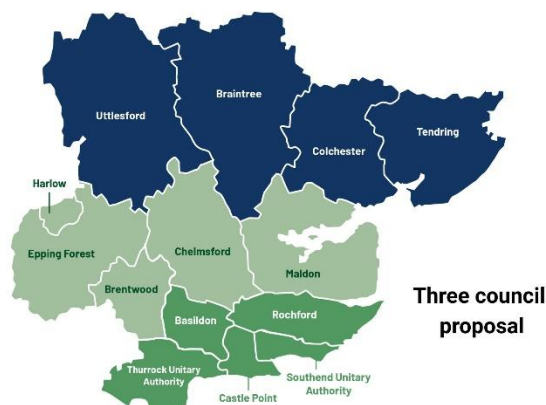 Uttlesford
Braintree
Colchester
Tendring
Harlow
Epping Forest
Chelmsford
Maldon
Brentwood
Basildon
Rochford
Three council
proposal
Thurrock Unitary
Authority
Castle Point
Southend Unitary
Authority